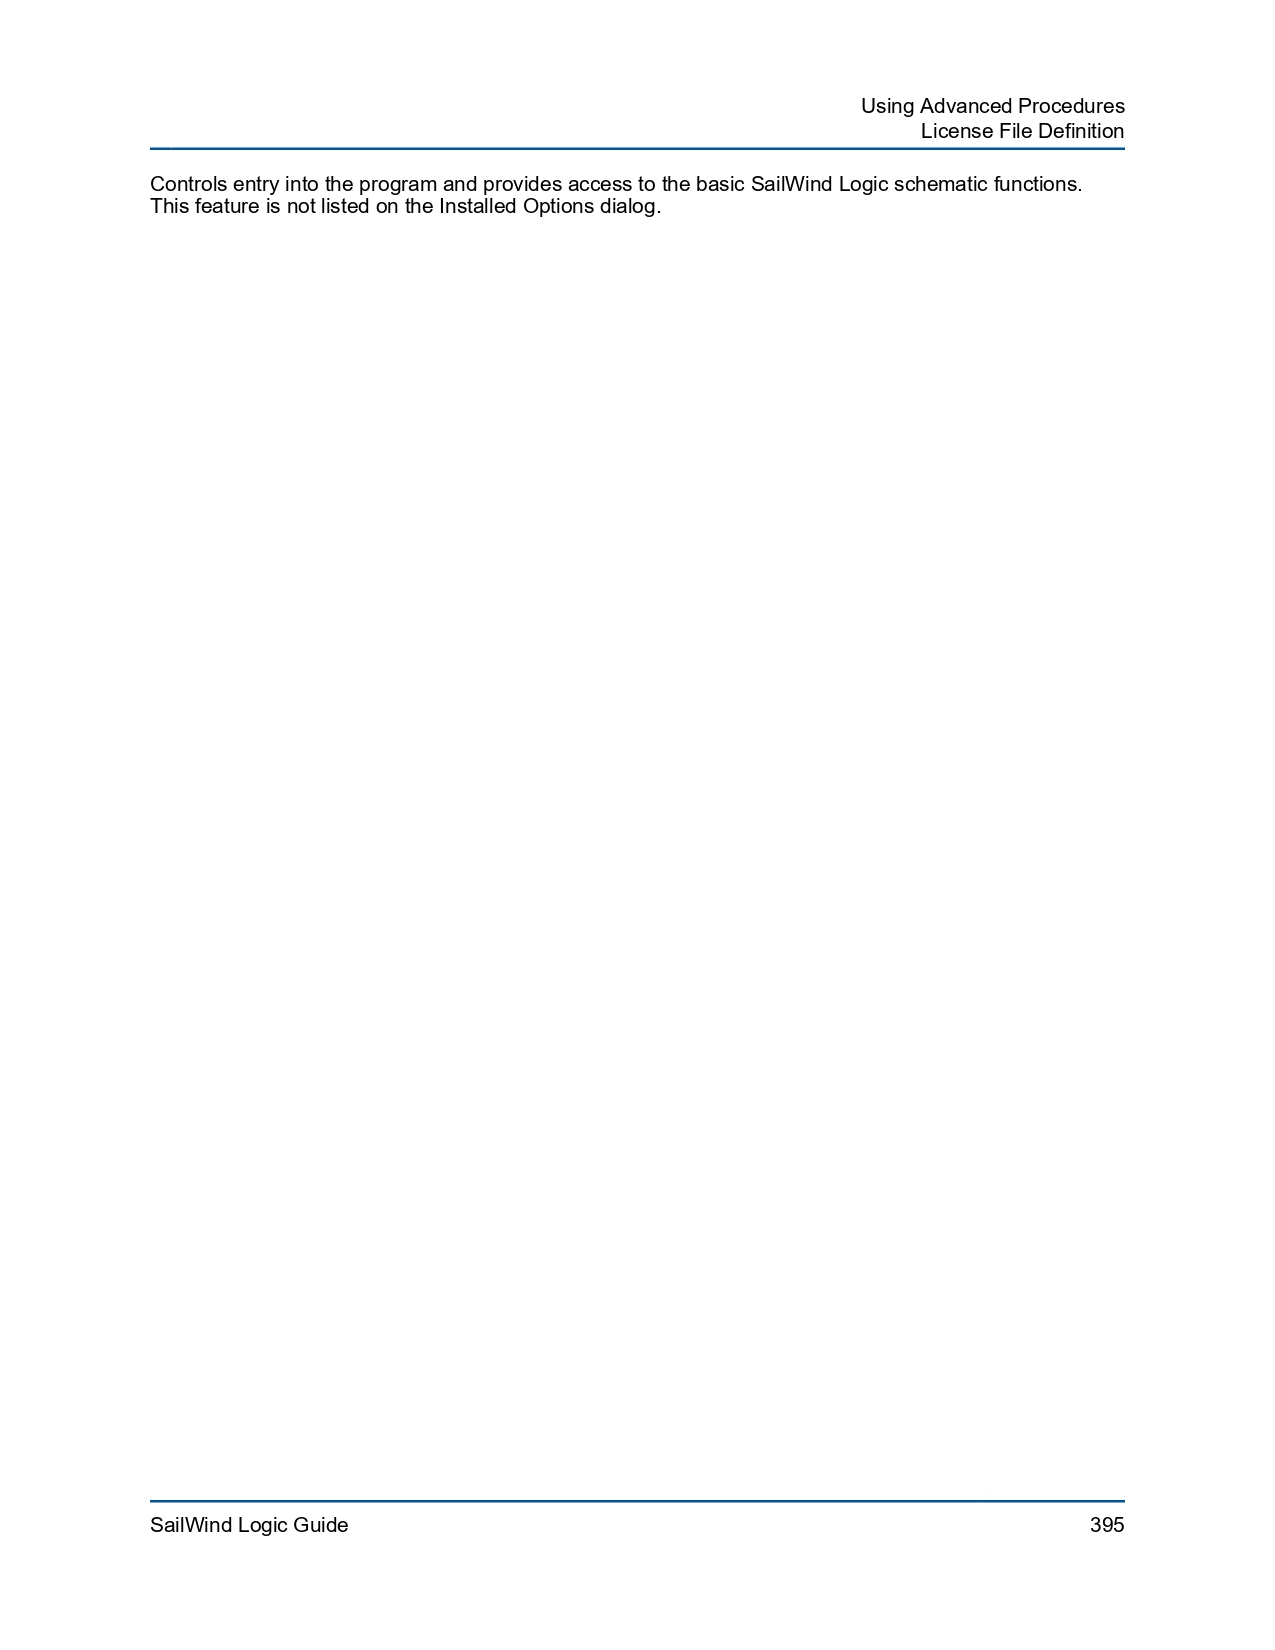 Using Advanced Procedures
License File Definition
Controls entry into the program and provides access to the basic SailWind Logic schematic functions.
This feature is not listed on the Installed Options dialog.
SailWind Logic Guide 395